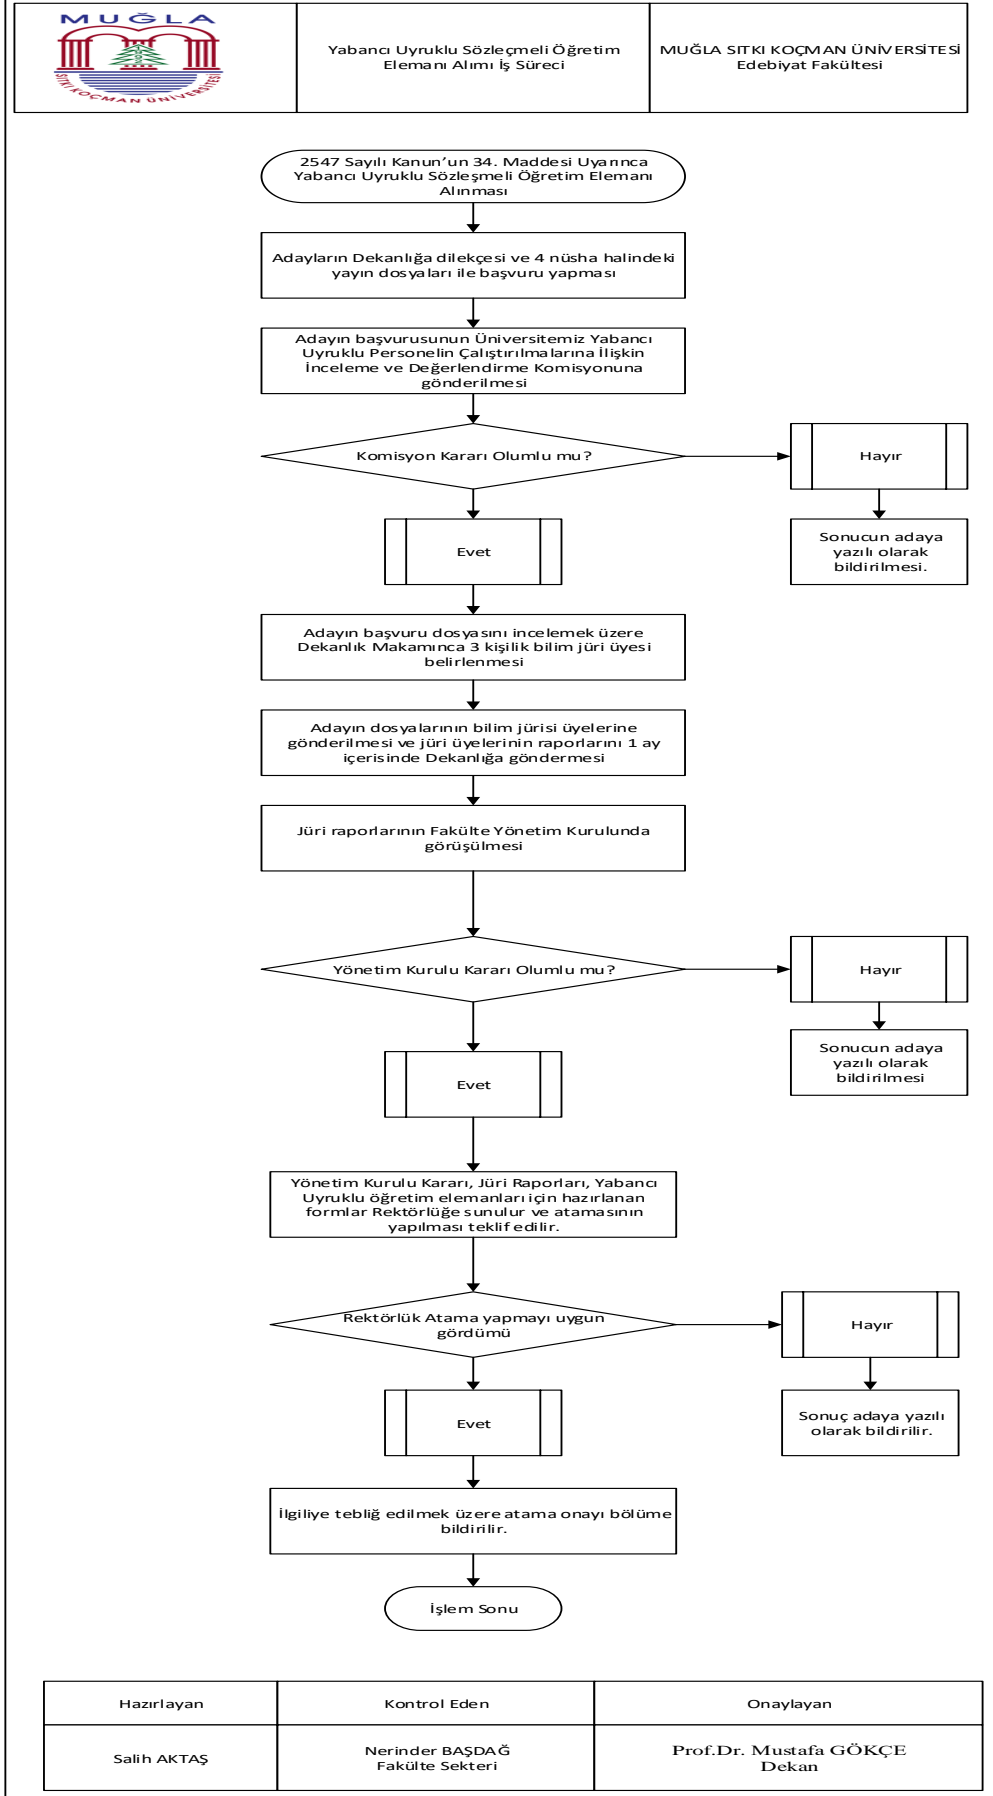 MUĞLA
SITKI KOÇMAN ÜNİVERSİTESİ
Yabancı Uyruklu Sözleçmeli Öğretim
Elemanı Alımı İş Süreci
MUĞLA SITKI KOÇMAN ÜNİVERSİTESİ
Edebiyat Fakültesi
2547 Sayılı Kanun’un 34. Maddesi Uyarınca
Yabancı Uyruklu Sözleşmeli Öğretim Elemanı
Alınması
Adayların Dekanlığa dilekçesi ve 4 nüsha halindeki
yayın dosyaları ile başvuru yapması
Adayın başvurusunun Üniversitemiz Yabancı
Uyruklu Personelin Çalıştırılmalarına İlişkin
İnceleme ve Değerlendirme Komisyonuna
gönderilmesi
Komisyon Kararı Olumlu mu?
Hayır
Sonucun adaya
yazılı olarak
bildirilmesi.
Evet
Adayın başvuru dosyasını incelemek üzere
Dekanlık Makamınca 3 kişilik bilim jüri üyesi
belirlenmesi
Adayın dosyalarının bilim jürisi üyelerine
gönderilmesi ve jüri üyelerinin raporlarını 1 ay
içerisinde Dekanlığa göndermesi
Jüri raporlarının Fakülte Yönetim Kurulunda
görüşülmesi
Yönetim Kurulu Kararı Olumlu mu?
Hayır
Sonucun adaya
yazılı olarak
bildirilmesi
Evet
Yönetim Kurulu Kararı, Jüri Raporları, Yabancı
Uyruklu öğretim elemanları için hazırlanan
formlar Rektörlüğe sunulur ve atamasının
yapılması teklif edilir.
Rektörlük Atama yapmayı uygun
gördümü
Hayır
Sonuç adaya yazılı
olarak bildirilir.
Evet
İlgiliye tebliğ edilmek üzere atama onayı bölüme
bildirilir.
İşlem Sonu
Hazırlayan
Kontrol Eden
Onaylayan
Salih AKTAŞ
Nerinder BAŞDAĞ
Fakülte Sekteri
Prof.Dr. Mustafa GÖKÇE
Dekan